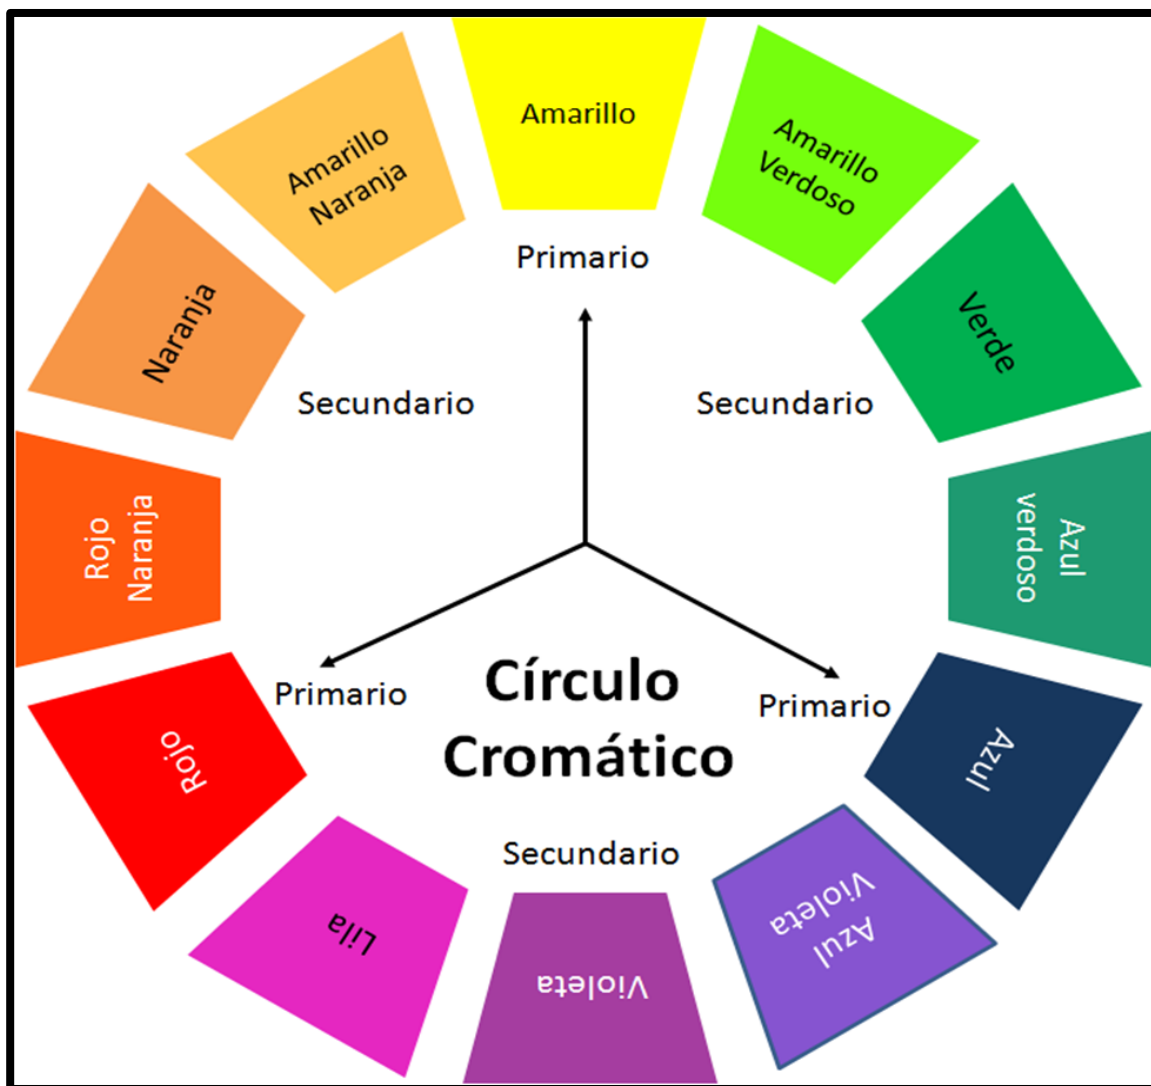 Amarillo
Amarillo
Verdoso
Verde
Azul
verdoso
Azul
Azul
Violeta
Violeta
Lila
Rojo
Rojo
Naranja
Naranja
Amarillo
Naranja
Primario
Secundario
Secundario
Primario
Primario
Círculo
Cromático
Secundario